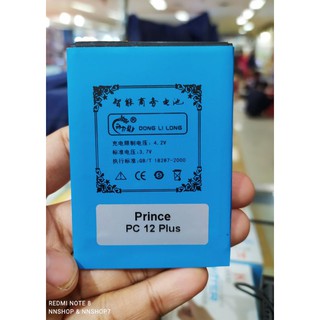 智能商务电池
DONG LI LONG
充电限制电压：4.2V
标准电压：3.7V
执行标准：GB/T 18287-2000
Prince
PC 12 Plus
REDMI NOTE 8
NNSHOP & NNSHOP7